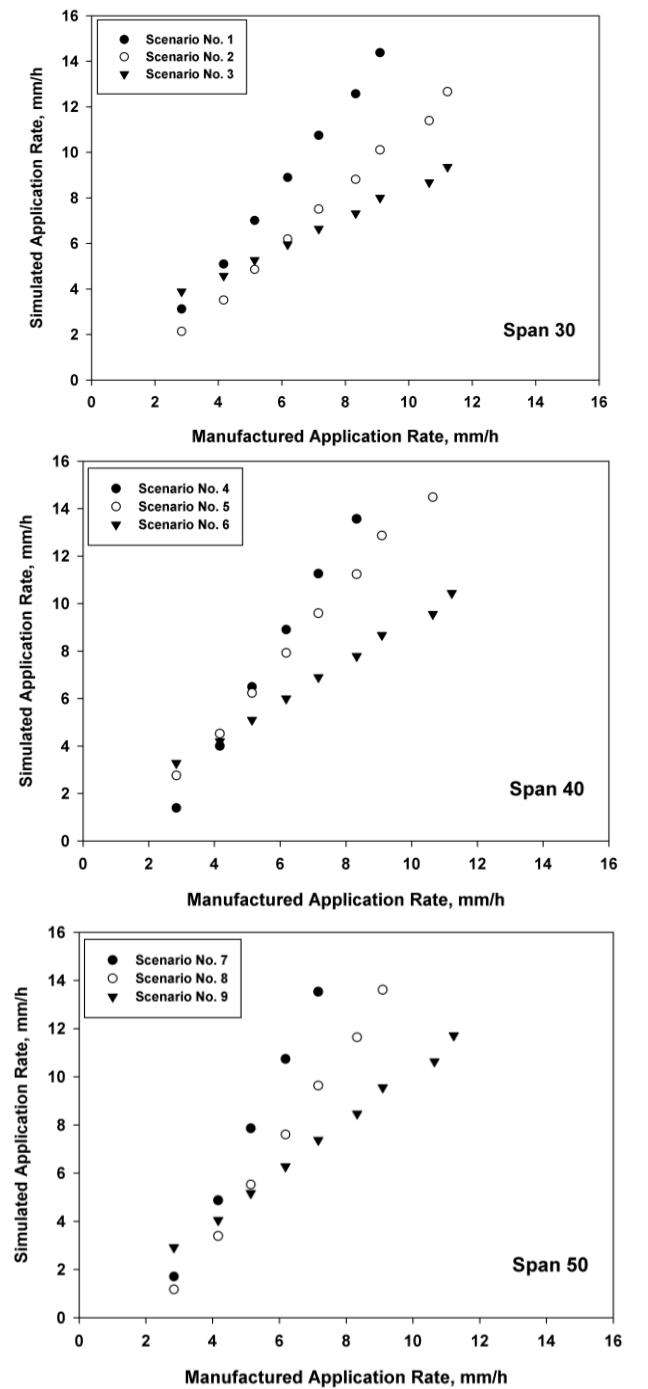 16
14
12
10
8
6
4
2
0
Simulated Application Rate, mm/h
Scenario No. 1
Scenario No. 2
Scenario No. 3
Span 30
0 2 4 6 8 10 12 14 16
Manufactured Application Rate, mm/h
16
14
12
10
8
6
4
2
0
Simulated Application Rate, mm/h
Scenario No. 4
Scenario No. 5
Scenario No. 6
Span 40
0 2 4 6 8 10 12 14 16
Manufactured Application Rate, mm/h
16
14
12
10
8
6
4
2
0
Simulated Application Rate, mm/h
Scenario No. 7
Scenario No. 8
Scenario No. 9
Span 50
0 2 4 6 8 10 12 14 16
Manufactured Application Rate, mm/h